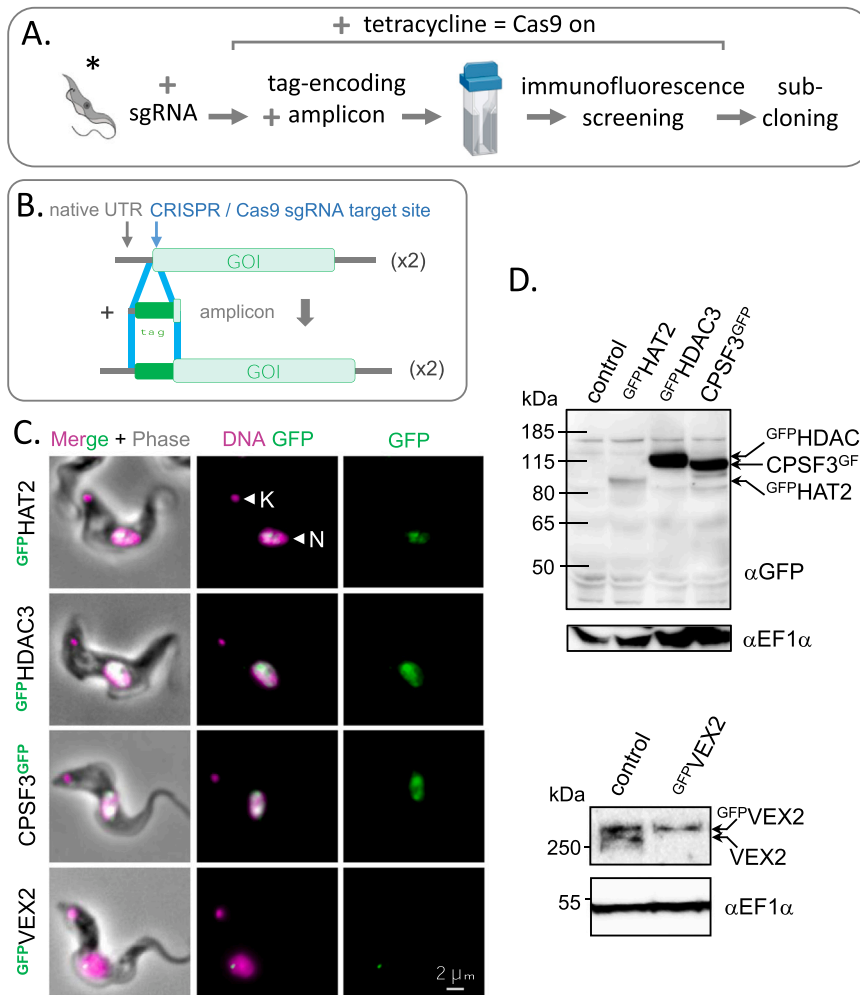 A.
+ tetracycline = Cas9 on
*
+
sgRNA
tag-encoding
+ amplicon
immunofluorescence
screening
sub-
cloning
B.
native UTR
CRISPR / Cas9 sgRNA target site
GOI
(x2)
+
amplicon
tag
GOI
(x2)
C.
Merge + Phase
DNA GFP
GFP
GFPHAT2
K
N
GFPHDAC3
CPSF3GFP
GFPVEX2
2 µm
D.
control
GFPHAT2
GFPHDAC3
CPSF3GFP
kDa
185
115
80
65
50
GFPHDAC
CPSF3GF
GFPHAT2
αGFP
αEF1α
control
GFPVEX2
kDa
250
GFPVEX2
VEX2
55
αEF1α